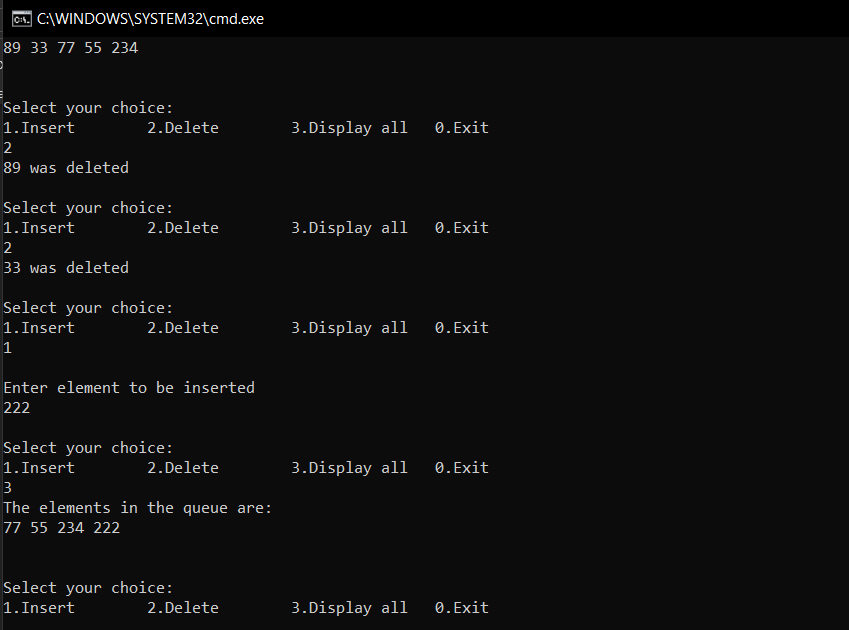 C:\WINDOWS\SYSTEM32\cmd.exe
89 33 77 55 234
Select your choice:
1.Insert 2.Delete 3.Display all 0.Exit
2
89 was deleted
Select your choice:
1.Insert 2.Delete 3.Display all 0.Exit
2
33 was deleted
Select your choice:
1.Insert 2.Delete 3.Display all 0.Exit
1
Enter element to be inserted
222
Select your choice:
1.Insert 2.Delete 3.Display all 0.Exit
3
The elements in the queue are:
77 55 234 222
Select your choice:
1.Insert 2.Delete 3.Display all 0.Exit